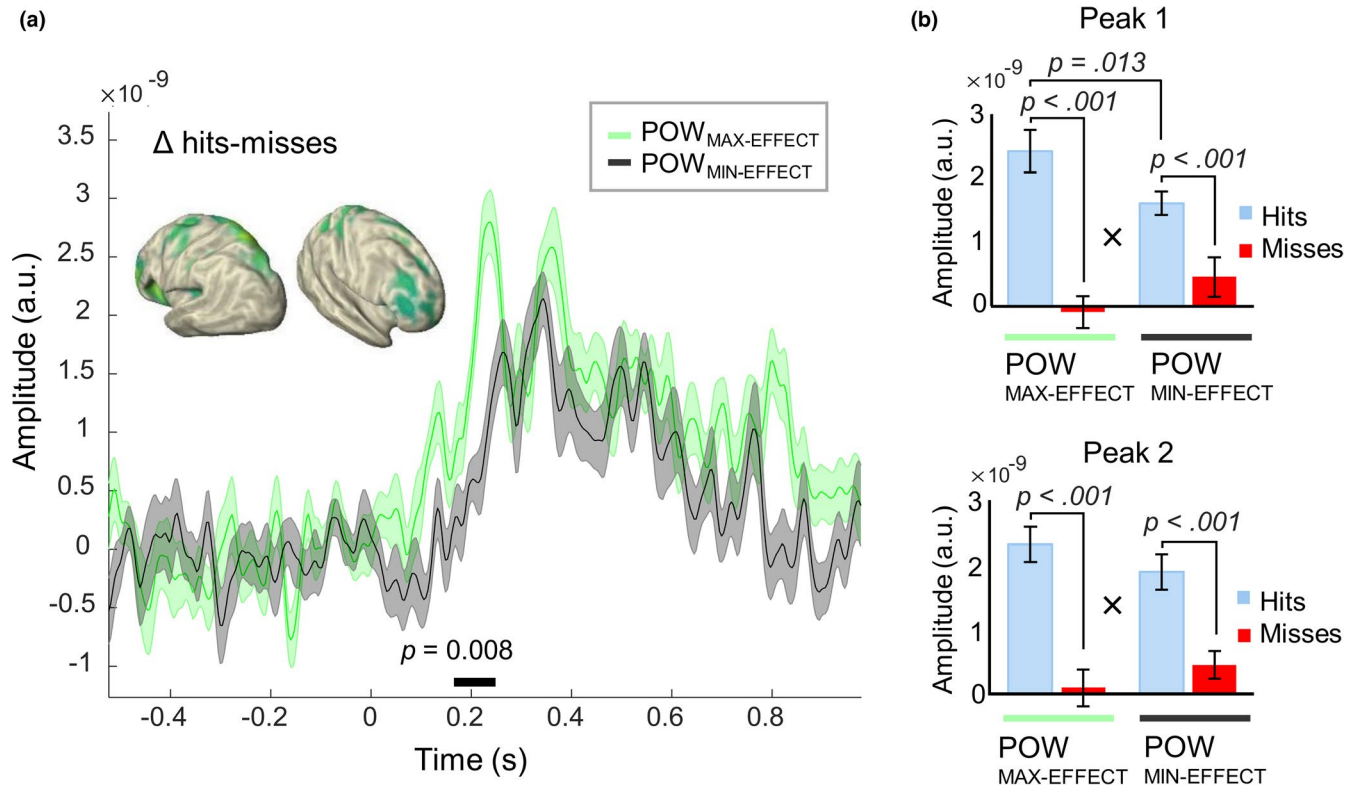 (a)
×10 -9
3.5
3
2.5
2
1.5
1
0.5
0
-0.5
-1
Amplitude (a.u.)
Δ hits-misses
POW MAX-EFFECT
POW MIN-EFFECT
p = 0.008
-0.4 -0.2 0 0.2 0.4 0.6 0.8
Time (s)
(b)
Peak 1
×10 -9
p = .013
p < .001
p < .001
3
2
1
0
Amplitude (a.u.)
×
Hits
Misses
POW
MAX-EFFECT
POW
MIN-EFFECT
Peak 2
×10 -9
p < .001
p < .001
3
2
1
0
Amplitude (a.u.)
×
Hits
Misses
POW
MAX-EFFECT
POW
MIN-EFFECT